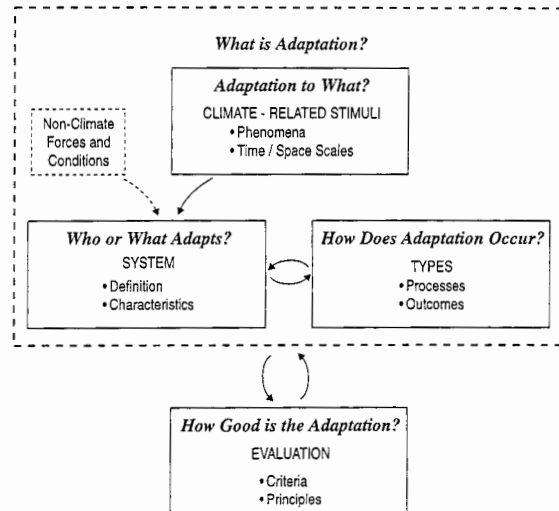 What is Adaptation?
Adaptation to What?
CLIMATE - RELATED STIMULI
• Phenomena
• Time / Space Scales
Non-Climate
Forces and
Conditions
Who or What Adapts?
SYSTEM
• Definition
• Characteristics
How Does Adaptation Occur?
TYPES
• Processes
• Outcomes
How Good is the Adaptation?
EVALUATION
• Criteria
• Principles